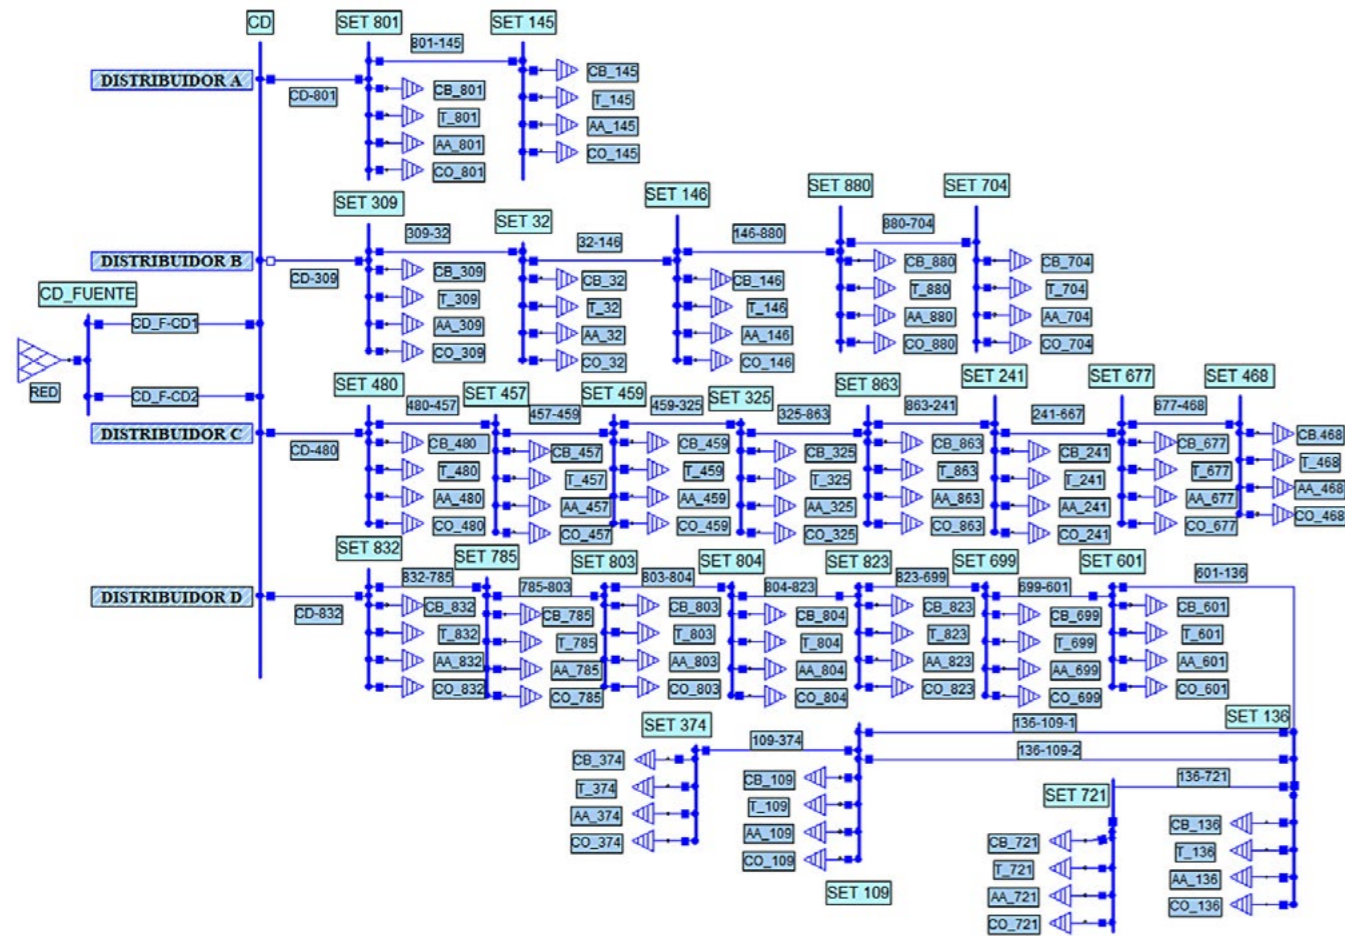 CD
SET 801
SET 145
801-145
DISTRIBUIDOR A
CD-801
CB_801
T_801
AA_801
CO_801
CB_145
T_145
AA_145
CO_145
SET 309
SET 32
SET 146
SET 880
SET 704
309-32
32-146
146-880
880-704
DISTRIBUIDOR B
CD-309
CB_309
T_309
AA_309
CO_309
CB_32
T_32
AA_32
CO_32
CB_146
T_146
AA_146
CO_146
CB_880
T_880
AA_880
CO_880
CB_704
T_704
AA_704
CO_704
CD_FUENTE
CD_F-CD1
RED
CD_F-CD2
SET 480
SET 457
SET 459
SET 325
SET 863
SET 241
SET 677
SET 468
480-457
457-459
459-325
325-863
863-241
241-667
677-468
DISTRIBUIDOR C
CD-480
CB_480
T_480
AA_480
CO_480
CB_457
T_457
AA_457
CO_457
CB_459
T_459
AA_459
CO_459
CB_325
T_325
AA_325
CO_325
CB_863
T_863
AA_863
CO_863
CB_241
T_241
AA_241
CO_241
CB_677
T_677
AA_677
CO_677
CB.468
T_468
AA_468
CO_468
SET 832
SET 785
SET 803
SET 804
SET 823
SET 699
SET 601
832-785
785-803
803-804
804-823
823-699
699-601
601-136
DISTRIBUIDOR D
CD-832
CB_832
T_832
AA_832
CO_832
CB_785
T_785
AA_785
CO_785
CB_803
T_803
AA_803
CO_803
CB_804
T_804
AA_804
CO_804
CB_823
T_823
AA_823
CO_823
CB_699
T_699
AA_699
CO_699
CB_601
T_601
AA_601
CO_601
SET 374
109-374
136-109-1
136-109-2
SET 136
136-721
CB_374
T_374
AA_374
CO_374
CB_109
T_109
AA_109
CO_109
SET 109
SET 721
CB_721
T_721
AA_721
CO_721
CB_136
T_136
AA_136
CO_136